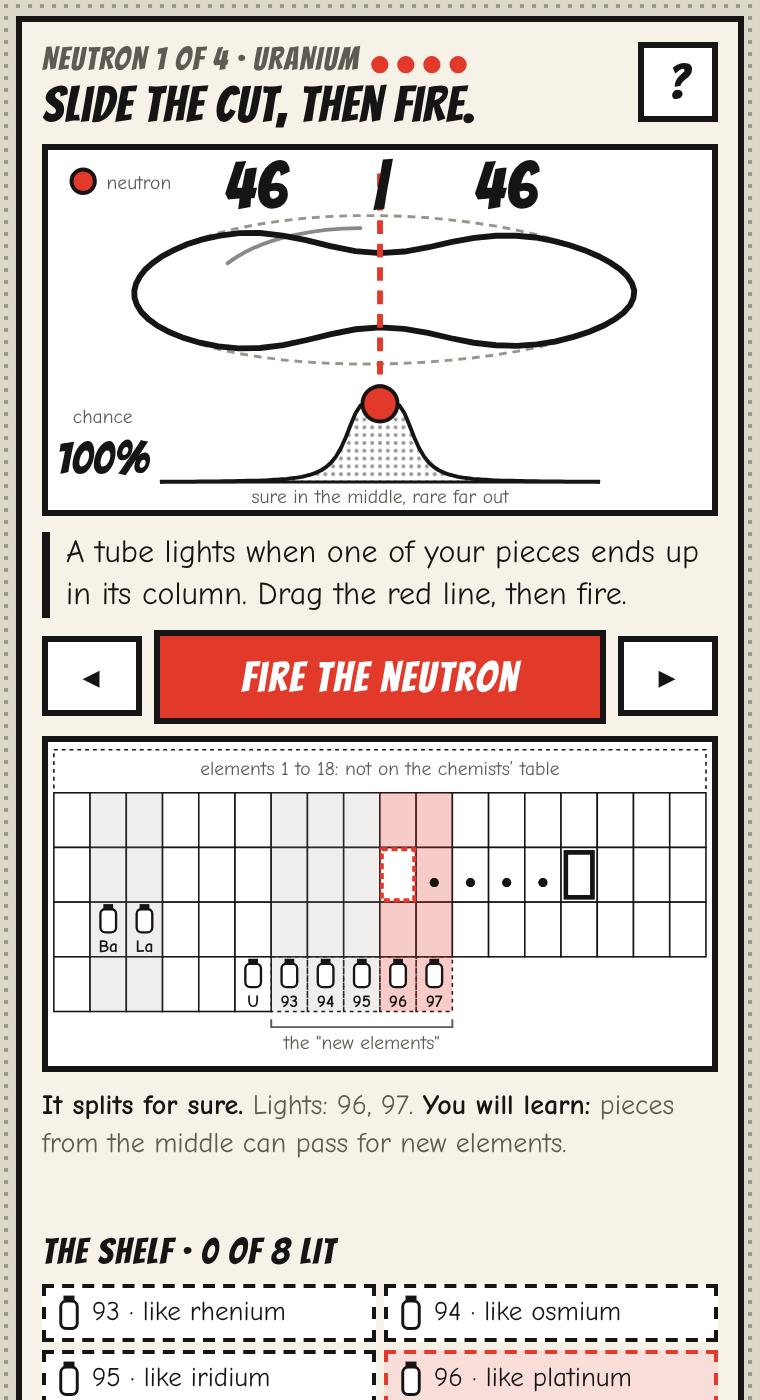 NEUTRON 1 OF 4 · URANIUM
SLIDE THE CUT, THEN FIRE.
?
neutron
46 / 46
chance
100%
sure in the middle, rare far out
A tube lights when one of your pieces ends up
in its column. Drag the red line, then fire.
◄ FIRE THE NEUTRON ►
elements 1 to 18: not on the chemists' table
Ba La
U 93 94 95 96 97
the "new elements"
It splits for sure. Lights: 96, 97. You will learn: pieces
from the middle can pass for new elements.
THE SHELF · 0 OF 8 LIT
93 · like rhenium
94 · like osmium
95 · like iridium
96 · like platinum